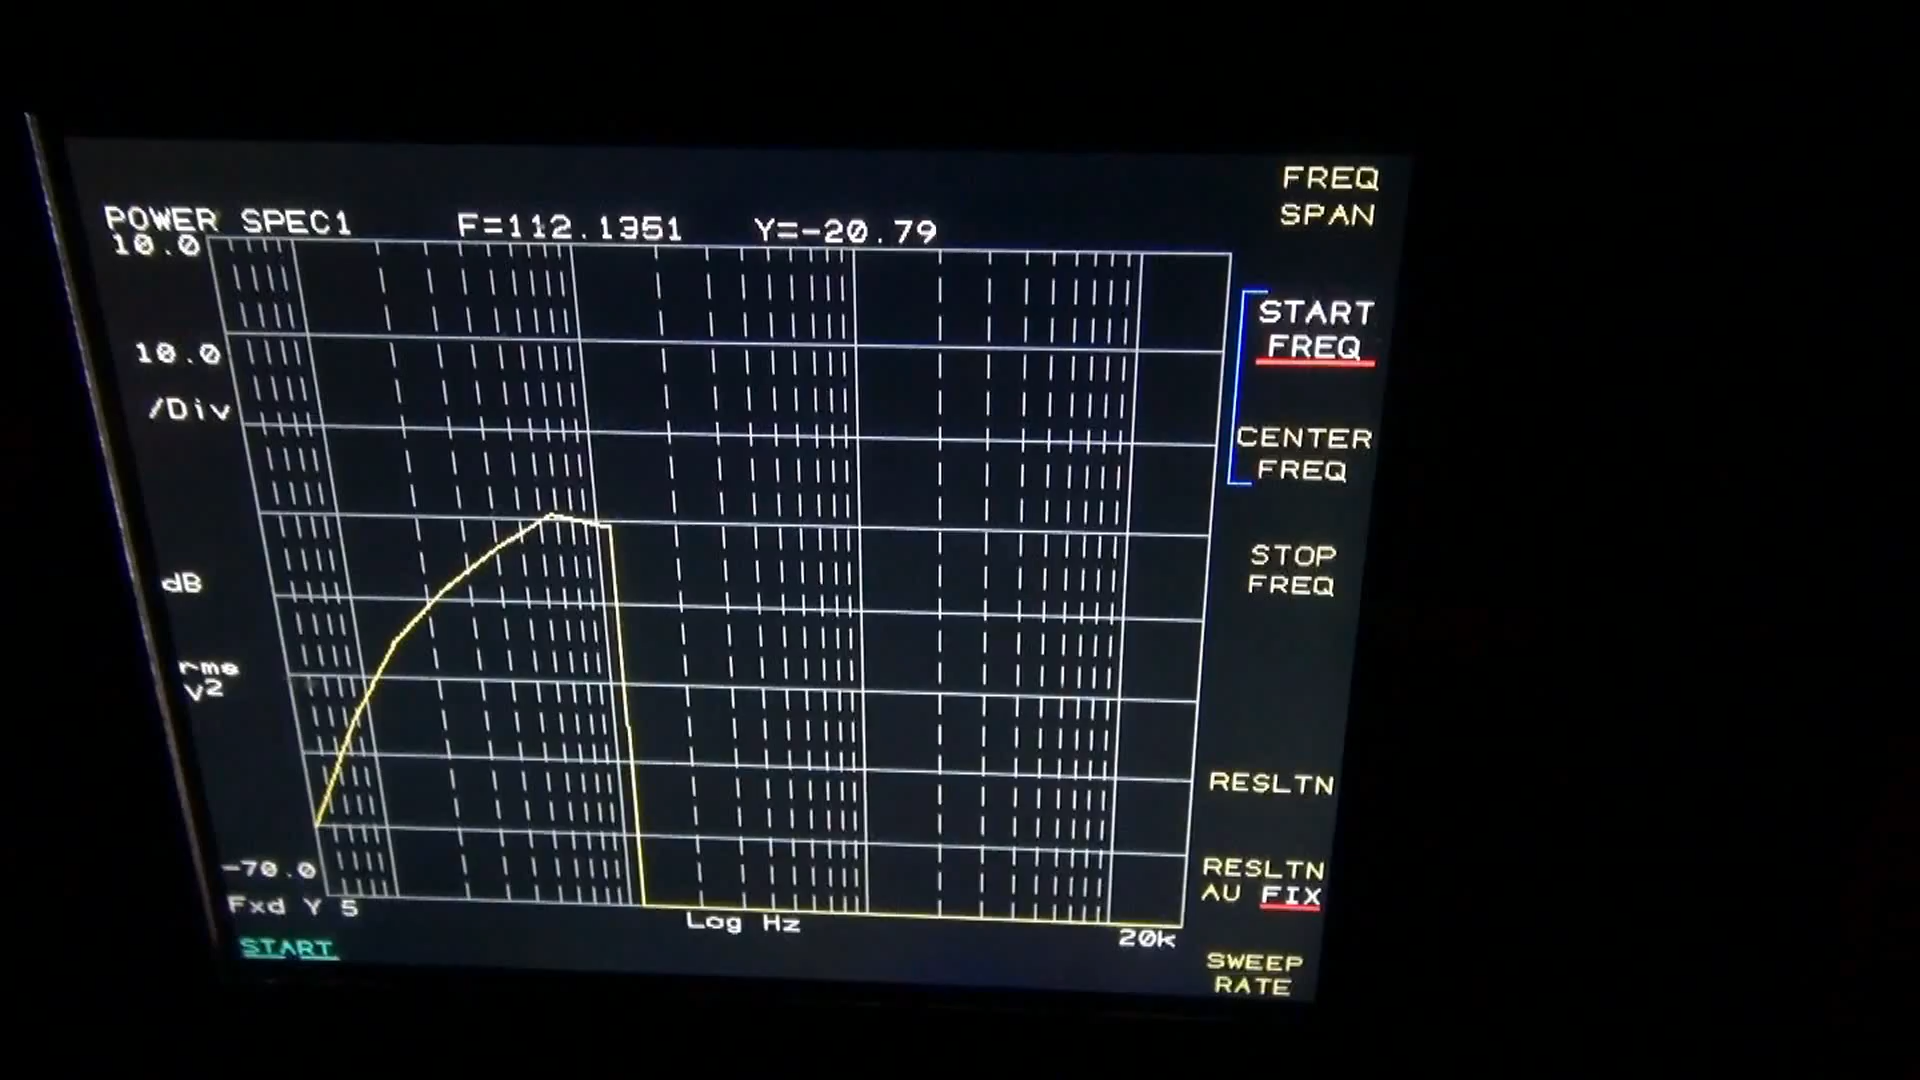 POWER SPEC1 F=112.1351 Y=-20.79
10.0
10.0
/Div
dB
rms
V2
-70.0
Fxd Y 5 Log Hz 20k
START
FREQ
SPAN
START
FREQ
CENTER
FREQ
STOP
FREQ
RESLTN
RESLTN
AU FIX
SWEEP
RATE